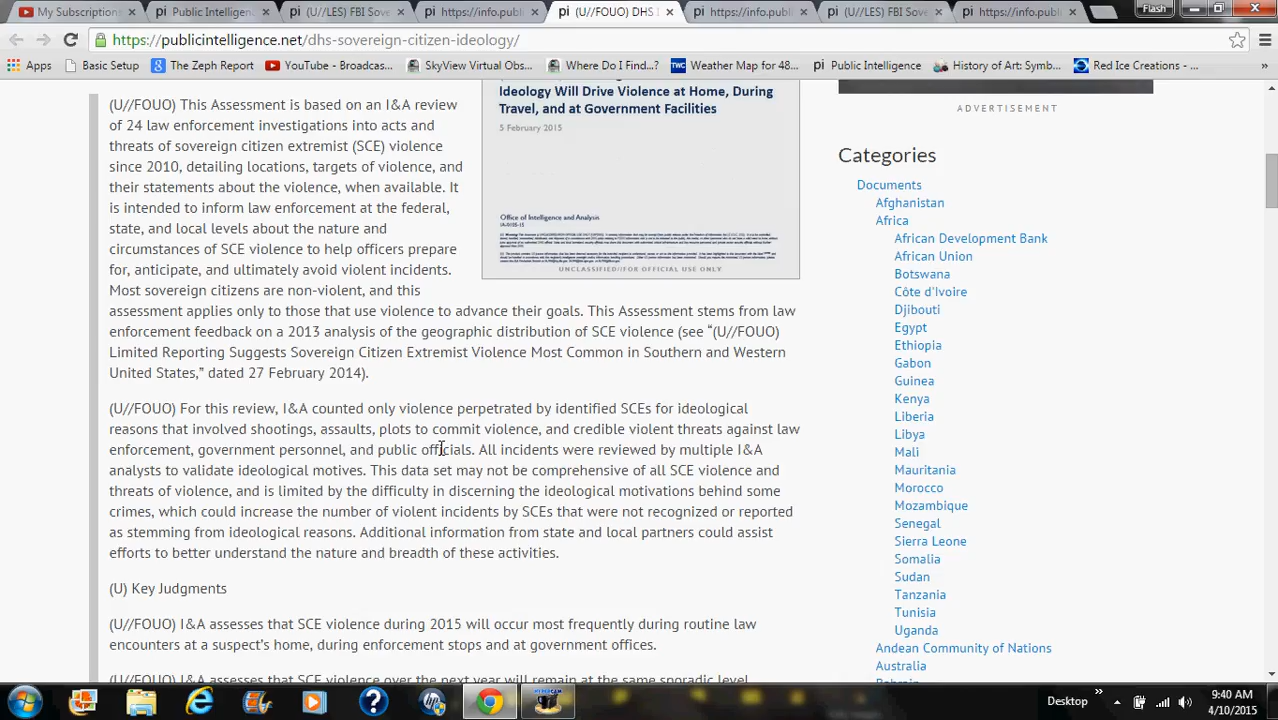 My Subscriptions
Public Intelligenc
(U//LES) FBI Sove
https://info.publ
(U//FOUO) DHS I
https://info.publ
(U//LES) FBI Sove
https://info.publ
Flash
https://publicintelligence.net/dhs-sovereign-citizen-ideology/
Apps
Basic Setup
The Zeph Report
YouTube - Broadcas...
SkyView Virtual Obs...
Where Do I Find...?
Weather Map for 48...
Public Intelligence
History of Art: Symb...
Red Ice Creations - ...
(U//FOUO) This Assessment is based on an I&A review
of 24 law enforcement investigations into acts and
threats of sovereign citizen extremist (SCE) violence
since 2010, detailing locations, targets of violence, and
their statements about the violence, when available. It
is intended to inform law enforcement at the federal,
state, and local levels about the nature and
circumstances of SCE violence to help officers prepare
for, anticipate, and ultimately avoid violent incidents.
Most sovereign citizens are non-violent, and this
assessment applies only to those that use violence to advance their goals. This Assessment stems from law
enforcement feedback on a 2013 analysis of the geographic distribution of SCE violence (see “(U//FOUO)
Limited Reporting Suggests Sovereign Citizen Extremist Violence Most Common in Southern and Western
United States,” dated 27 February 2014).
(U//FOUO) For this review, I&A counted only violence perpetrated by identified SCEs for ideological
reasons that involved shootings, assaults, plots to commit violence, and credible violent threats against law
enforcement, government personnel, and public officials. All incidents were reviewed by multiple I&A
analysts to validate ideological motives. This data set may not be comprehensive of all SCE violence and
threats of violence, and is limited by the difficulty in discerning the ideological motivations behind some
crimes, which could increase the number of violent incidents by SCEs that were not recognized or reported
as stemming from ideological reasons. Additional information from state and local partners could assist
efforts to better understand the nature and breadth of these activities.
(U) Key Judgments
(U//FOUO) I&A assesses that SCE violence during 2015 will occur most frequently during routine law
encounters at a suspect’s home, during enforcement stops and at government offices.
(U//FOUO) I&A assesses that SCE violence over the next year will remain at the same sporadic level
Ideology Will Drive Violence at Home, During
Travel, and at Government Facilities
5 February 2015
Office of Intelligence and Analysis
UNCLASSIFIED//FOR OFFICIAL USE ONLY
ADVERTISEMENT
Categories
Documents
Afghanistan
Africa
African Development Bank
African Union
Botswana
Côte d'Ivoire
Djibouti
Egypt
Ethiopia
Gabon
Guinea
Kenya
Liberia
Libya
Mali
Mauritania
Morocco
Mozambique
Senegal
Sierra Leone
Somalia
Sudan
Tanzania
Tunisia
Uganda
Andean Community of Nations
Australia
Bahrain
Desktop
9:40 AM
4/10/2015